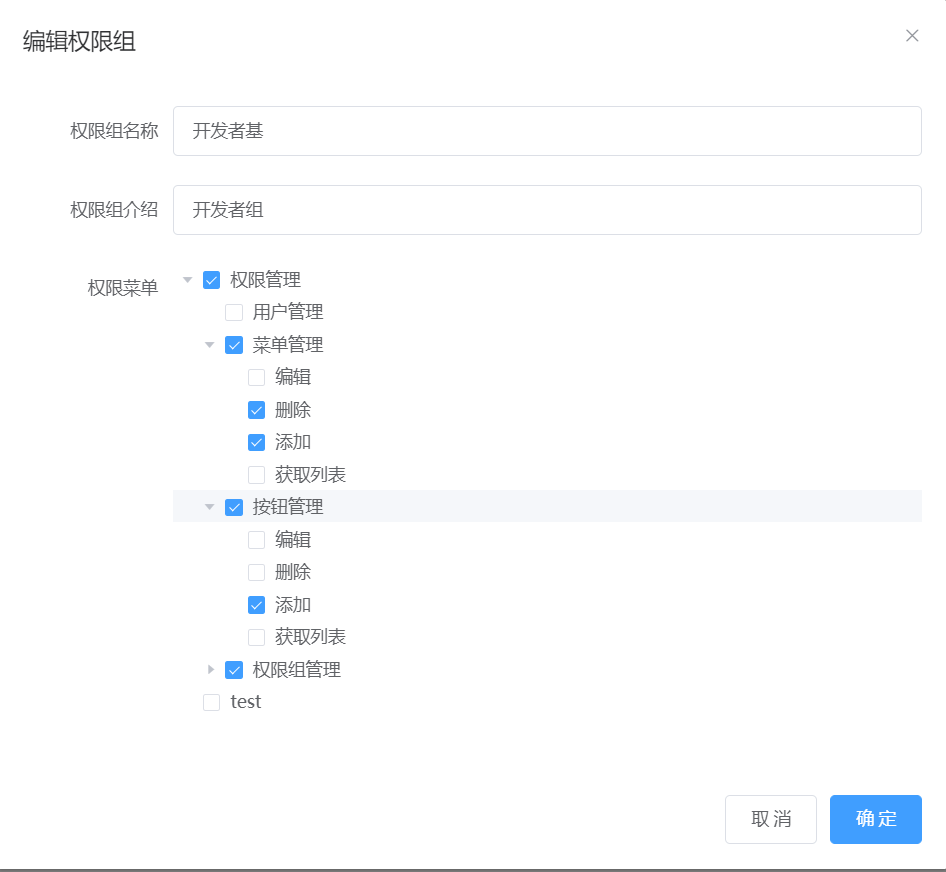 编辑权限组
权限组名称 开发者基
权限组介绍 开发者组
权限菜单 权限管理
用户管理
菜单管理
编辑
删除
添加
获取列表
按钮管理
编辑
删除
添加
获取列表
权限组管理
test
取消 确定